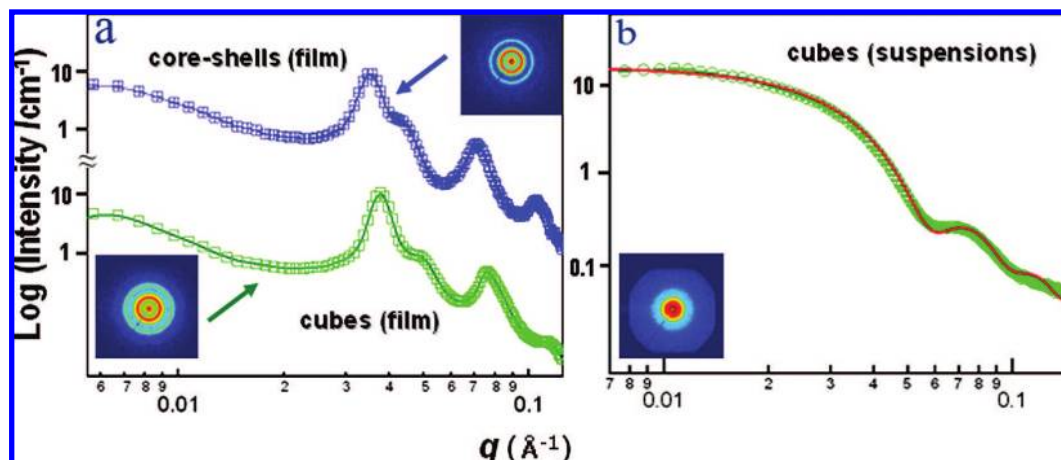 a
core-shells (film)
10
1
10
1
cubes (film)
Log (Intensity /cm⁻¹)
6 7 8 9 2 3 4 5 6 7 8 9
0.01 0.1
b
cubes (suspensions)
10
1
0.1
7 8 9 2 3 4 5 6 7 8 9
0.01 0.1
q (Å⁻¹)